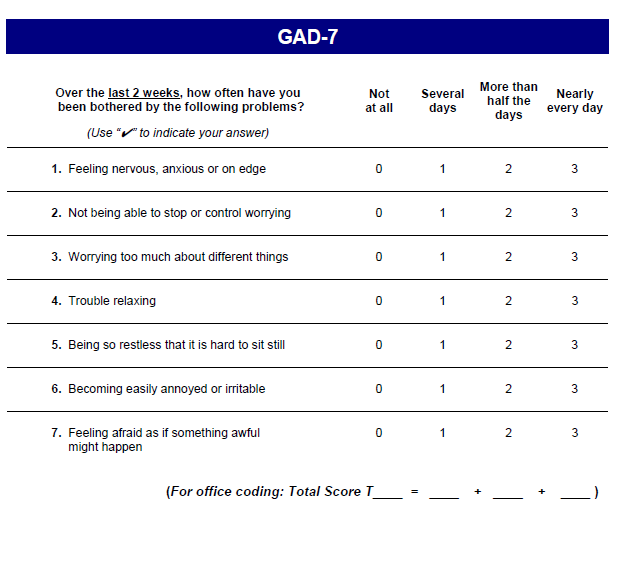 GAD-7
Over the last 2 weeks, how often have you
been bothered by the following problems?
(Use “✔” to indicate your answer)
Not
at all
Several
days
More than
half the
days
Nearly
every day
1. Feeling nervous, anxious or on edge 0 1 2 3
2. Not being able to stop or control worrying 0 1 2 3
3. Worrying too much about different things 0 1 2 3
4. Trouble relaxing 0 1 2 3
5. Being so restless that it is hard to sit still 0 1 2 3
6. Becoming easily annoyed or irritable 0 1 2 3
7. Feeling afraid as if something awful 0 1 2 3
might happen
(For office coding: Total Score T____ = ____ + ____ + ____ )